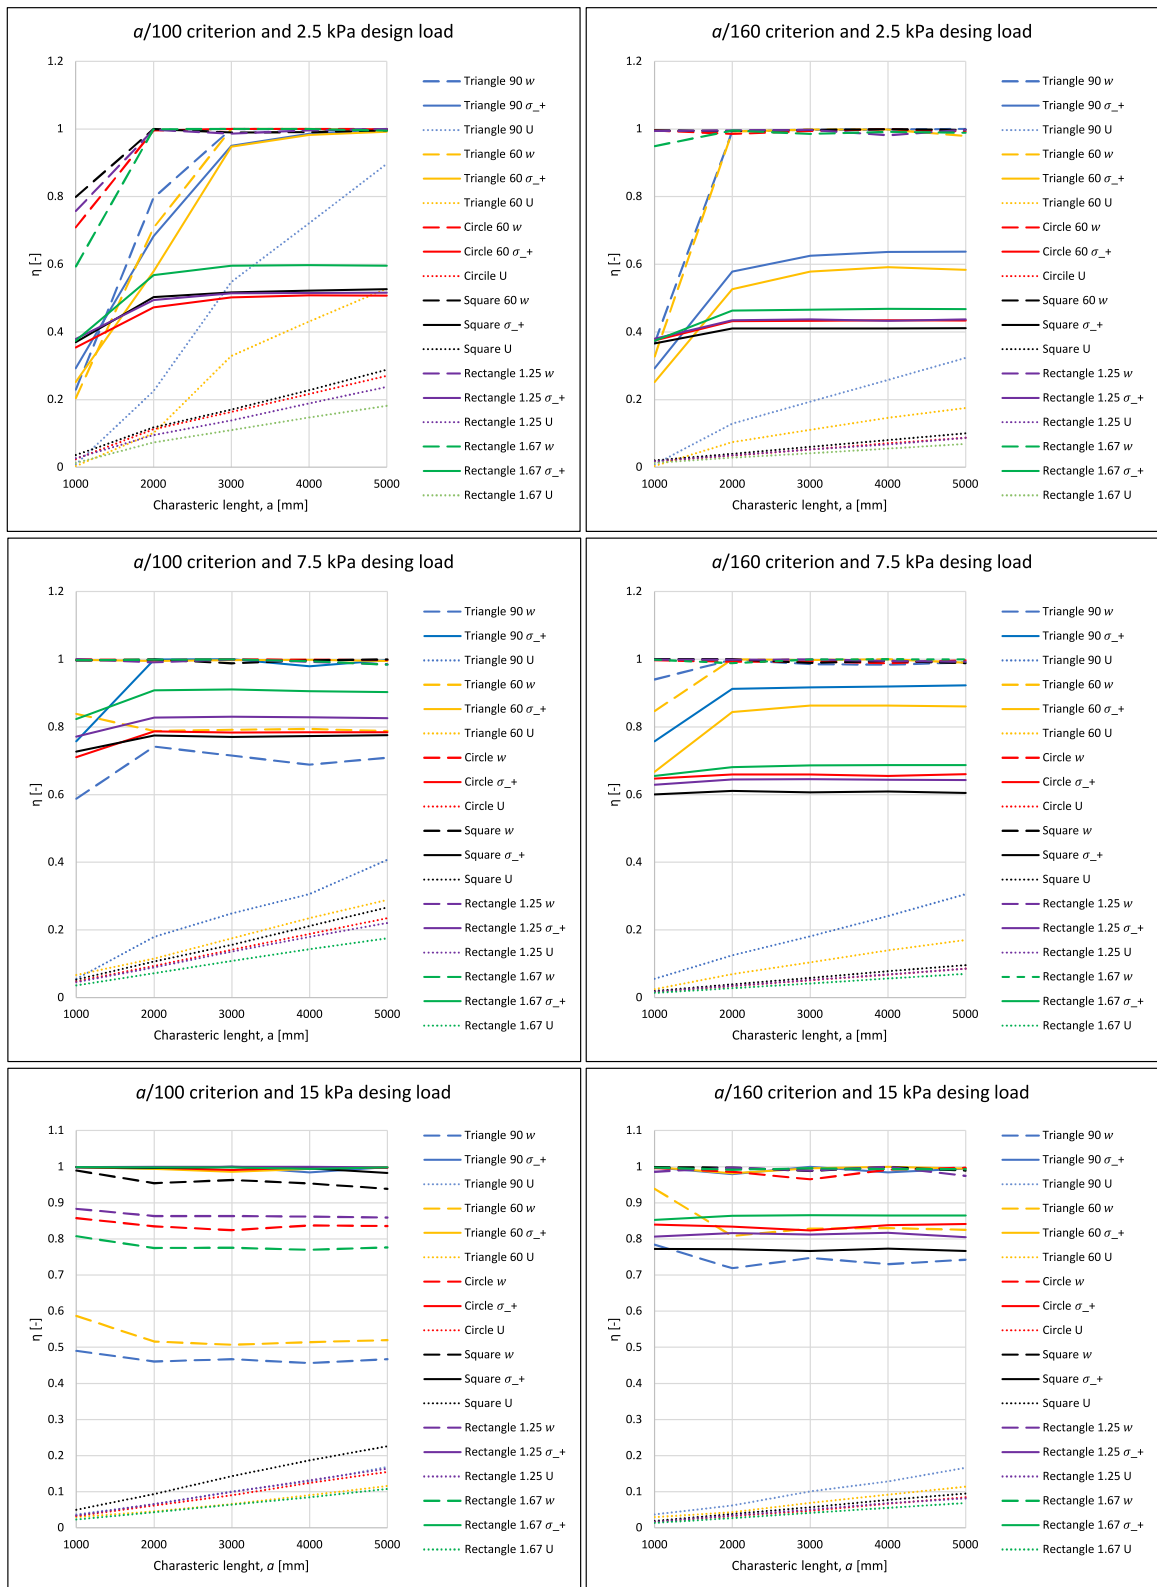 a/100 criterion and 2.5 kPa design load
1.2
1
0.8
0.6
0.4
0.2
0
η [-]
1000 2000 3000 4000 5000
Charasteric lenght, a [mm]
Triangle 90 w
Triangle 90 σ_+
Triangle 90 U
Triangle 60 w
Triangle 60 σ_+
Triangle 60 U
Circle 60 w
Circle 60 σ_+
Circile U
Square 60 w
Square σ_+
Square U
Rectangle 1.25 w
Rectangle 1.25 σ_+
Rectangle 1.25 U
Rectangle 1.67 w
Rectangle 1.67 σ_+
Rectangle 1.67 U
a/160 criterion and 2.5 kPa desing load
1.2
1
0.8
0.6
0.4
0.2
0
η [-]
1000 2000 3000 4000 5000
Charasteric lenght, a [mm]
Triangle 90 w
Triangle 90 σ_+
Triangle 90 U
Triangle 60 w
Triangle 60 σ_+
Triangle 60 U
Circle 60 w
Circle 60 σ_+
Circile U
Square 60 w
Square σ_+
Square U
Rectangle 1.25 w
Rectangle 1.25 σ_+
Rectangle 1.25 U
Rectangle 1.67 w
Rectangle 1.67 σ_+
Rectangle 1.67 U
a/100 criterion and 7.5 kPa desing load
1.2
1
0.8
0.6
0.4
0.2
0
η [-]
1000 2000 3000 4000 5000
Charasteric lenght, a [mm]
Triangle 90 w
Triangle 90 σ_+
Triangle 90 U
Triangle 60 w
Triangle 60 σ_+
Triangle 60 U
Circle w
Circle σ_+
Circle U
Square w
Square σ_+
Square U
Rectangle 1.25 w
Rectangle 1.25 σ_+
Rectangle 1.25 U
Rectangle 1.67 w
Rectangle 1.67 σ_+
Rectangle 1.67 U
a/160 criterion and 7.5 kPa desing load
1.2
1
0.8
0.6
0.4
0.2
0
η [-]
1000 2000 3000 4000 5000
Charasteric lenght, a [mm]
Triangle 90 w
Triangle 90 σ_+
Triangle 90 U
Triangle 60 w
Triangle 60 σ_+
Triangle 60 U
Circle w
Circle σ_+
Circle U
Square w
Square σ_+
Square U
Rectangle 1.25 w
Rectangle 1.25 σ_+
Rectangle 1.25 U
Rectangle 1.67 w
Rectangle 1.67 σ_+
Rectangle 1.67 U
a/100 criterion and 15 kPa desing load
1.1
1
0.9
0.8
0.7
0.6
0.5
0.4
0.3
0.2
0.1
0
η [-]
1000 2000 3000 4000 5000
Charasteric lenght, a [mm]
Triangle 90 w
Triangle 90 σ_+
Triangle 90 U
Triangle 60 w
Triangle 60 σ_+
Triangle 60 U
Circle w
Circle σ_+
Circle U
Square w
Square σ_+
Square U
Rectangle 1.25 w
Rectangle 1.25 σ_+
Rectangle 1.25 U
Rectangle 1.67 w
Rectangle 1.67 σ_+
Rectangle 1.67 U
a/160 criterion and 15 kPa desing load
1.1
1
0.9
0.8
0.7
0.6
0.5
0.4
0.3
0.2
0.1
0
η [-]
1000 2000 3000 4000 5000
Charasteric lenght, a [mm]
Triangle 90 w
Triangle 90 σ_+
Triangle 90 U
Triangle 60 w
Triangle 60 σ_+
Triangle 60 U
Circle w
Circle σ_+
Circle U
Square w
Square σ_+
Square U
Rectangle 1.25 w
Rectangle 1.25 σ_+
Rectangle 1.25 U
Rectangle 1.67 w
Rectangle 1.67 σ_+
Rectangle 1.67 U